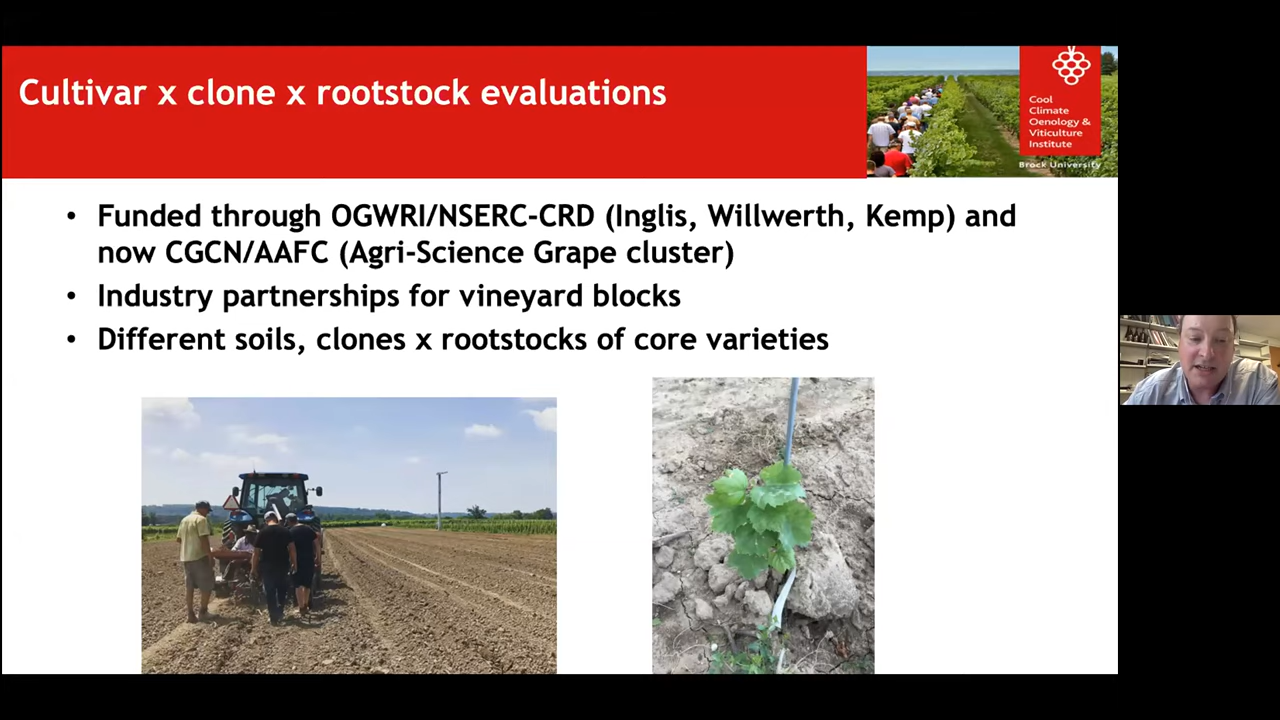 Cultivar x clone x rootstock evaluations
Cool
Climate
Oenology &
Viticulture
Institute
Brock University
• Funded through OGWRI/NSERC-CRD (Inglis, Willwerth, Kemp) and
now CGCN/AAFC (Agri-Science Grape cluster)
• Industry partnerships for vineyard blocks
• Different soils, clones x rootstocks of core varieties